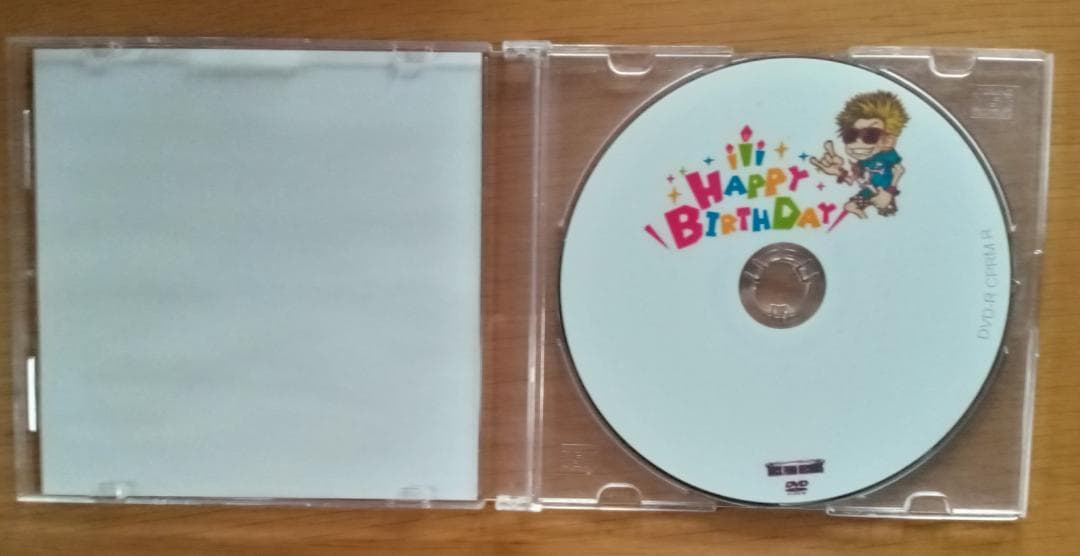 HAPPY
BIRTHDAY
DVD-R CPRM R
DVD